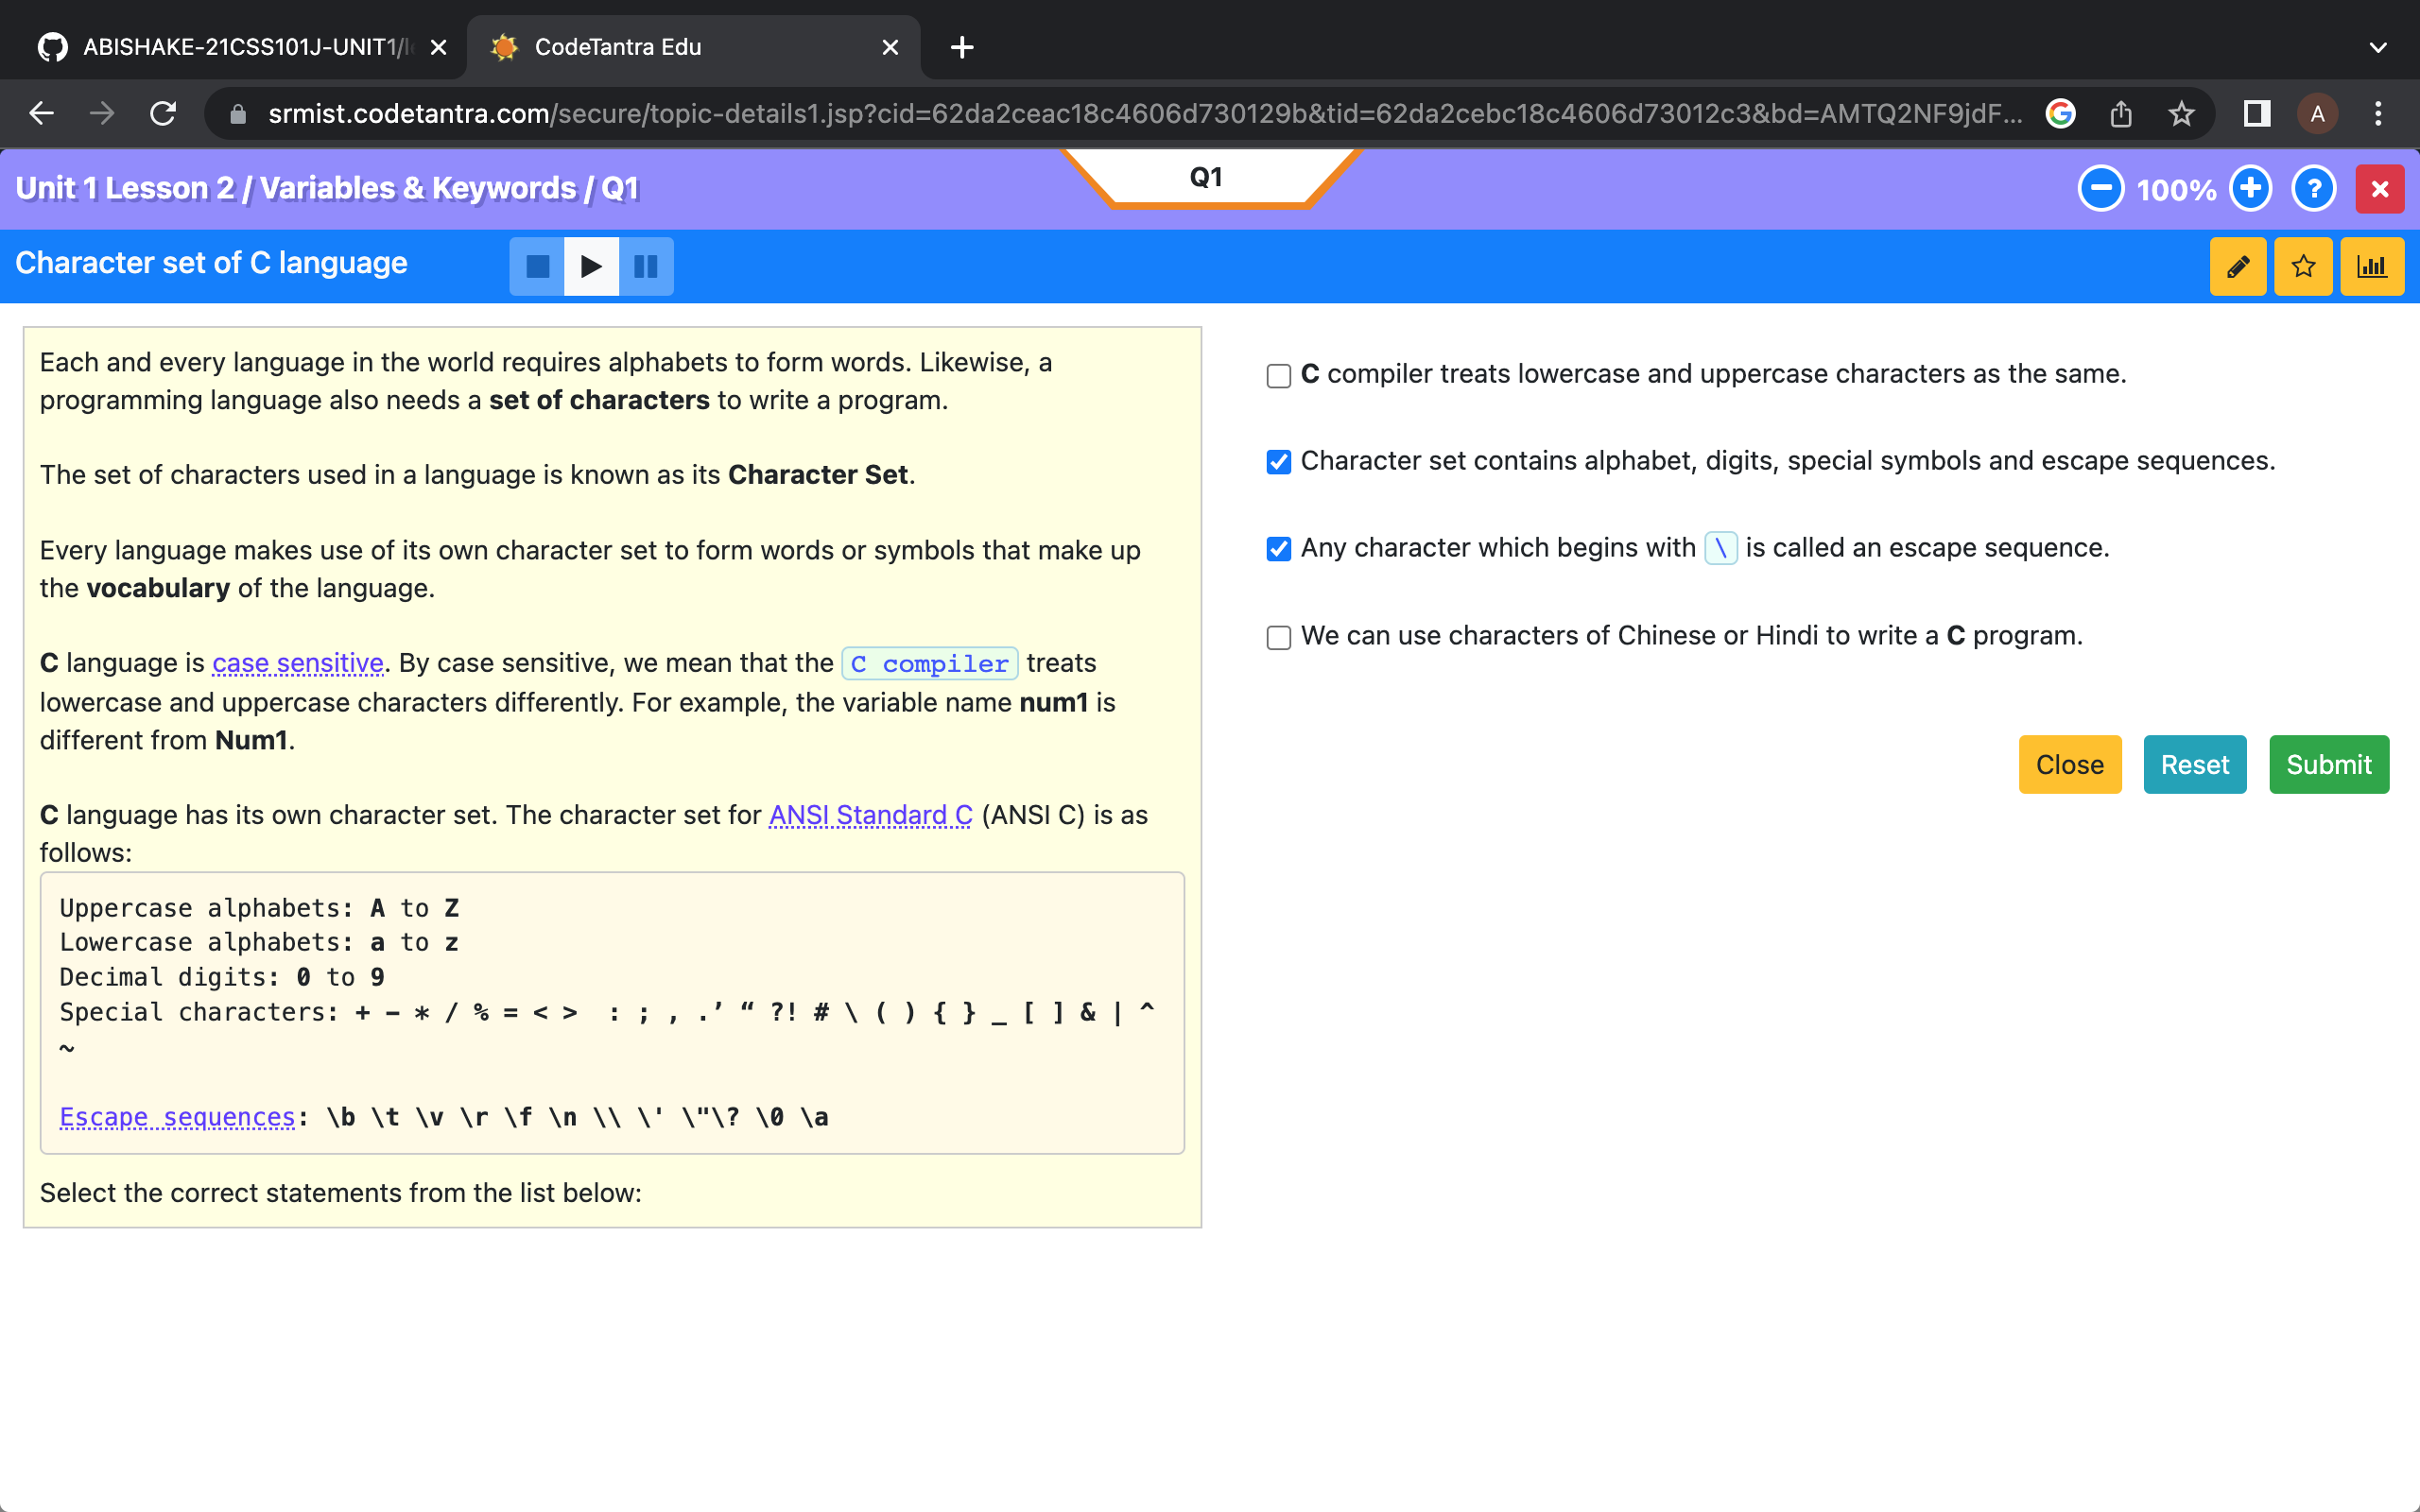 ABISHAKE-21CSS101J-UNIT1/
CodeTantra Edu
srmist.codetantra.com/secure/topic-details1.jsp?cid=62da2ceac18c4606d730129b&tid=62da2cebc18c4606d73012c3&bd=AMTQ2NF9jdF...
A
Unit 1 Lesson 2 / Variables & Keywords / Q1
Q1
100%
Character set of C language
Each and every language in the world requires alphabets to form words. Likewise, a
programming language also needs a set of characters to write a program.
The set of characters used in a language is known as its Character Set.
Every language makes use of its own character set to form words or symbols that make up
the vocabulary of the language.
C language is case sensitive. By case sensitive, we mean that the C compiler treats
lowercase and uppercase characters differently. For example, the variable name num1 is
different from Num1.
C language has its own character set. The character set for ANSI Standard C (ANSI C) is as
follows:
Uppercase alphabets: A to Z
Lowercase alphabets: a to z
Decimal digits: 0 to 9
Special characters: + – * / % = < >  : ; , .’ “ ?! # \ ( ) { } _ [ ] & | ^
~
Escape sequences: \b \t \v \r \f \n \\ \' \"\? \0 \a
Select the correct statements from the list below:
C compiler treats lowercase and uppercase characters as the same.
Character set contains alphabet, digits, special symbols and escape sequences.
Any character which begins with \ is called an escape sequence.
We can use characters of Chinese or Hindi to write a C program.
Close
Reset
Submit